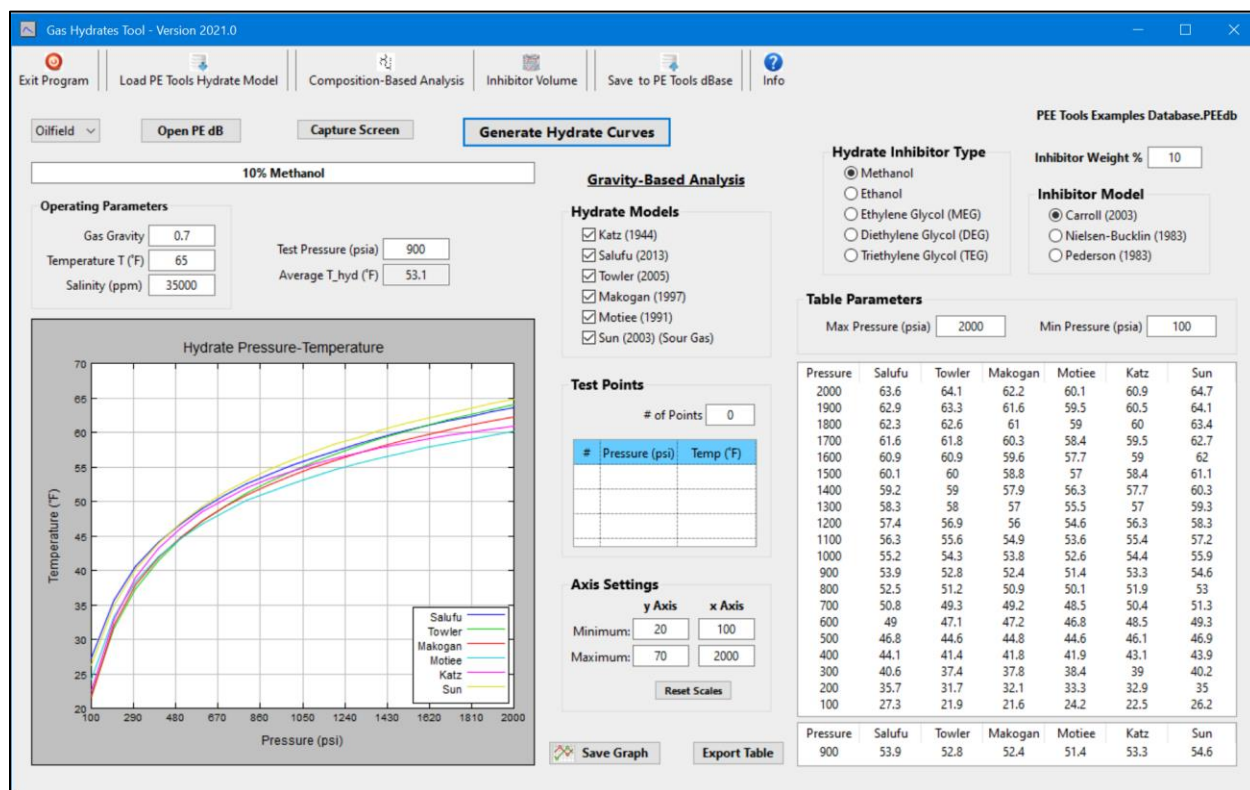 Gas Hydrates Tool - Version 2021.0
Exit Program Load PE Tools Hydrate Model Composition-Based Analysis Inhibitor Volume Save to PE Tools dBase Info
PEE Tools Examples Database.PEEdb
Oilfield Open PE dB Capture Screen Generate Hydrate Curves
10% Methanol
Operating Parameters
Gas Gravity 0.7
Temperature T (°F) 65
Salinity (ppm) 35000
Test Pressure (psia) 900
Average T_hyd (°F) 53.1
Gravity-Based Analysis
Hydrate Models
Katz (1944)
Salufu (2013)
Towler (2005)
Makogan (1997)
Motiee (1991)
Sun (2003) (Sour Gas)
Hydrate Inhibitor Type
Methanol
Ethanol
Ethylene Glycol (MEG)
Diethylene Glycol (DEG)
Triethylene Glycol (TEG)
Inhibitor Weight % 10
Inhibitor Model
Carroll (2003)
Nielsen-Bucklin (1983)
Pederson (1983)
Table Parameters
Max Pressure (psia) 2000 Min Pressure (psia) 100
Hydrate Pressure-Temperature
Temperature (°F)
70
65
60
55
50
45
40
35
30
25
20
100 290 480 670 860 1050 1240 1430 1620 1810 2000
Pressure (psi)
Salufu
Towler
Makogan
Motiee
Katz
Sun
Test Points
# of Points 0
# Pressure (psi) Temp (°F)
Axis Settings
y Axis x Axis
Minimum: 20 100
Maximum: 70 2000
Reset Scales
Save Graph Export Table
Pressure Salufu Towler Makogan Motiee Katz Sun
2000 63.6 64.1 62.2 60.1 60.9 64.7
1900 62.9 63.3 61.6 59.5 60.5 64.1
1800 62.3 62.6 61 59 60 63.4
1700 61.6 61.8 60.3 58.4 59.5 62.7
1600 60.9 60.9 59.6 57.7 59 62
1500 60.1 60 58.8 57 58.4 61.1
1400 59.2 59 57.9 56.3 57.7 60.3
1300 58.3 58 57 55.5 57 59.3
1200 57.4 56.9 56 54.6 56.3 58.3
1100 56.3 55.6 54.9 53.6 55.4 57.2
1000 55.2 54.3 53.8 52.6 54.4 55.9
900 53.9 52.8 52.4 51.4 53.3 54.6
800 52.5 51.2 50.9 50.1 51.9 53
700 50.8 49.3 49.2 48.5 50.4 51.3
600 49 47.1 47.2 46.8 48.5 49.3
500 46.8 44.6 44.8 44.6 46.1 46.9
400 44.1 41.4 41.8 41.9 43.1 43.9
300 40.6 37.4 37.8 38.4 39 40.2
200 35.7 31.7 32.1 33.3 32.9 35
100 27.3 21.9 21.6 24.2 22.5 26.2
Pressure Salufu Towler Makogan Motiee Katz Sun
900 53.9 52.8 52.4 51.4 53.3 54.6